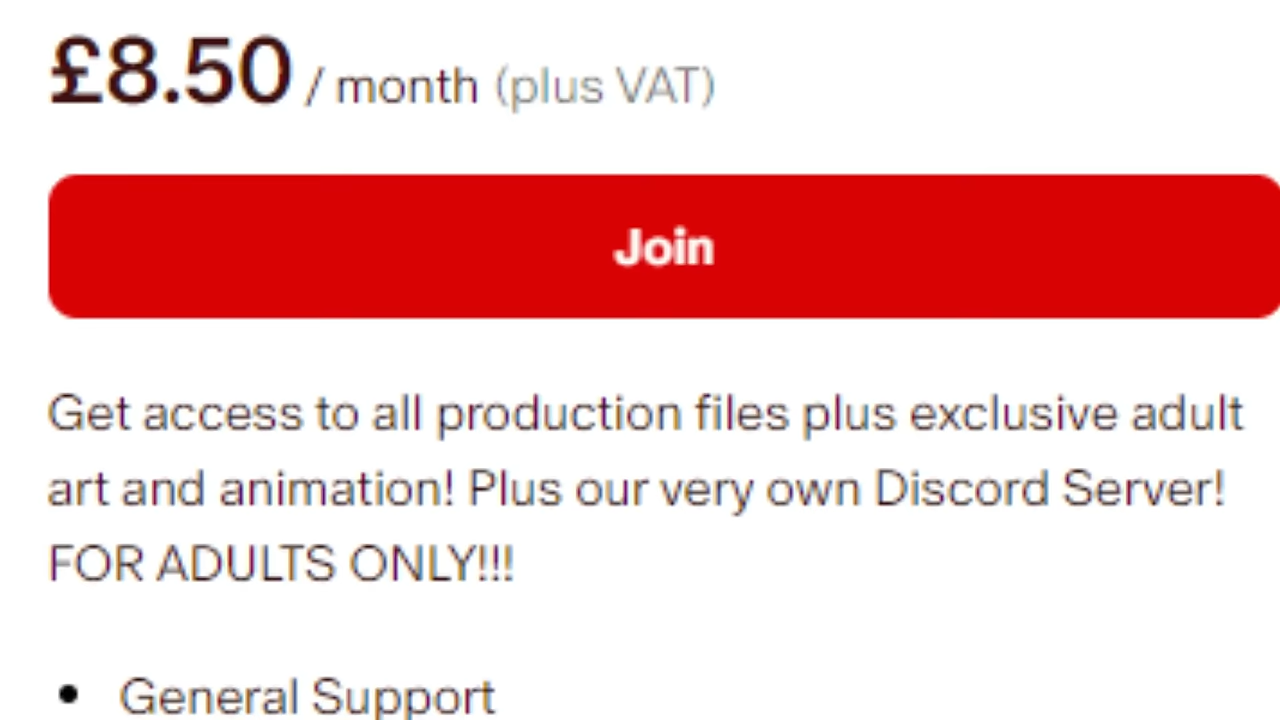 £8.50 / month (plus VAT)
Join
Get access to all production files plus exclusive adult
art and animation! Plus our very own Discord Server!
FOR ADULTS ONLY!!!
• General Support